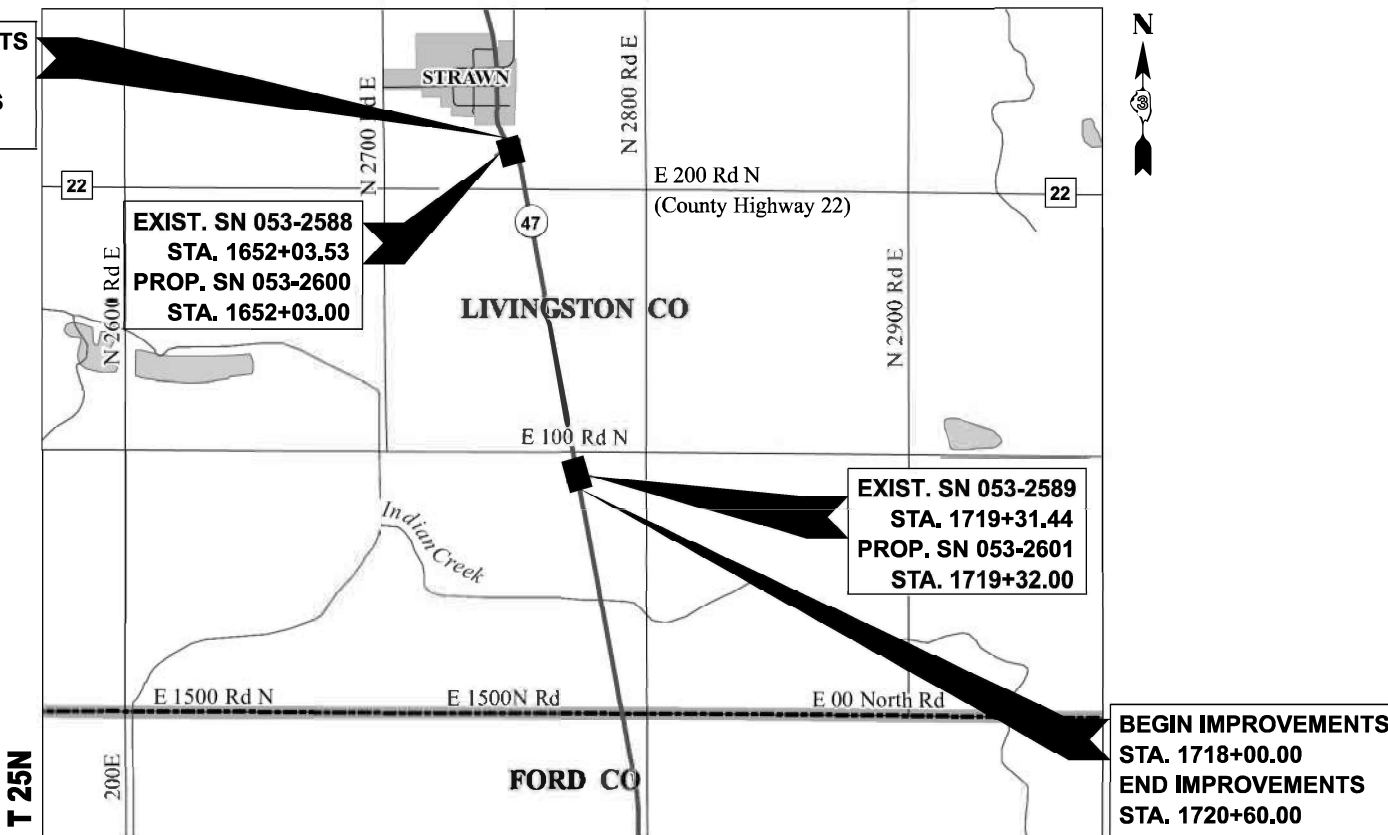 TS
S
N
3
STRAWN
N 2700 Rd E
N 2800 Rd E
22
E 200 Rd N
(County Highway 22)
22
EXIST. SN 053-2588
STA. 1652+03.53
PROP. SN 053-2600
STA. 1652+03.00
47
N 2600 Rd E
LIVINGSTON CO
N 2900 Rd E
E 100 Rd N
EXIST. SN 053-2589
STA. 1719+31.44
PROP. SN 053-2601
STA. 1719+32.00
Indian Creek
E 1500 Rd N
E 1500N Rd
E 00 North Rd
BEGIN IMPROVEMENTS
STA. 1718+00.00
END IMPROVEMENTS
STA. 1720+60.00
T 25N
200E
FORD CO